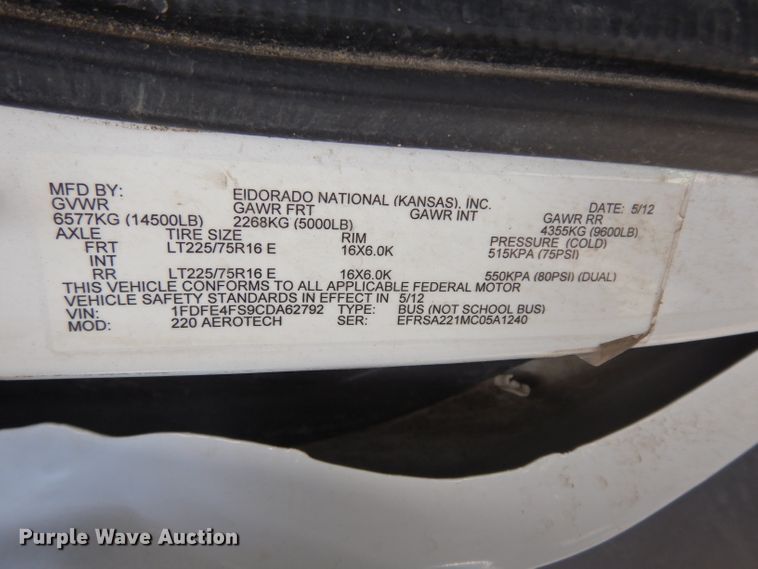 MFD BY: ElDORADO NATIONAL (KANSAS), INC. DATE: 5/12
GVWR GAWR FRT GAWR INT GAWR RR
6577KG (14500LB) 2268KG (5000LB) 4355KG (9600LB)
AXLE TIRE SIZE RIM PRESSURE (COLD)
FRT LT225/75R16 E 16X6.0K 515KPA (75PSI)
INT
RR LT225/75R16 E 16X6.0K 550KPA (80PSI) (DUAL)
THIS VEHICLE CONFORMS TO ALL APPLICABLE FEDERAL MOTOR
VEHICLE SAFETY STANDARDS IN EFFECT IN 5/12
VIN: 1FDFE4FS9CDA62792 TYPE: BUS (NOT SCHOOL BUS)
MOD: 220 AEROTECH SER: EFRSA221MC05A1240
Purple Wave Auction